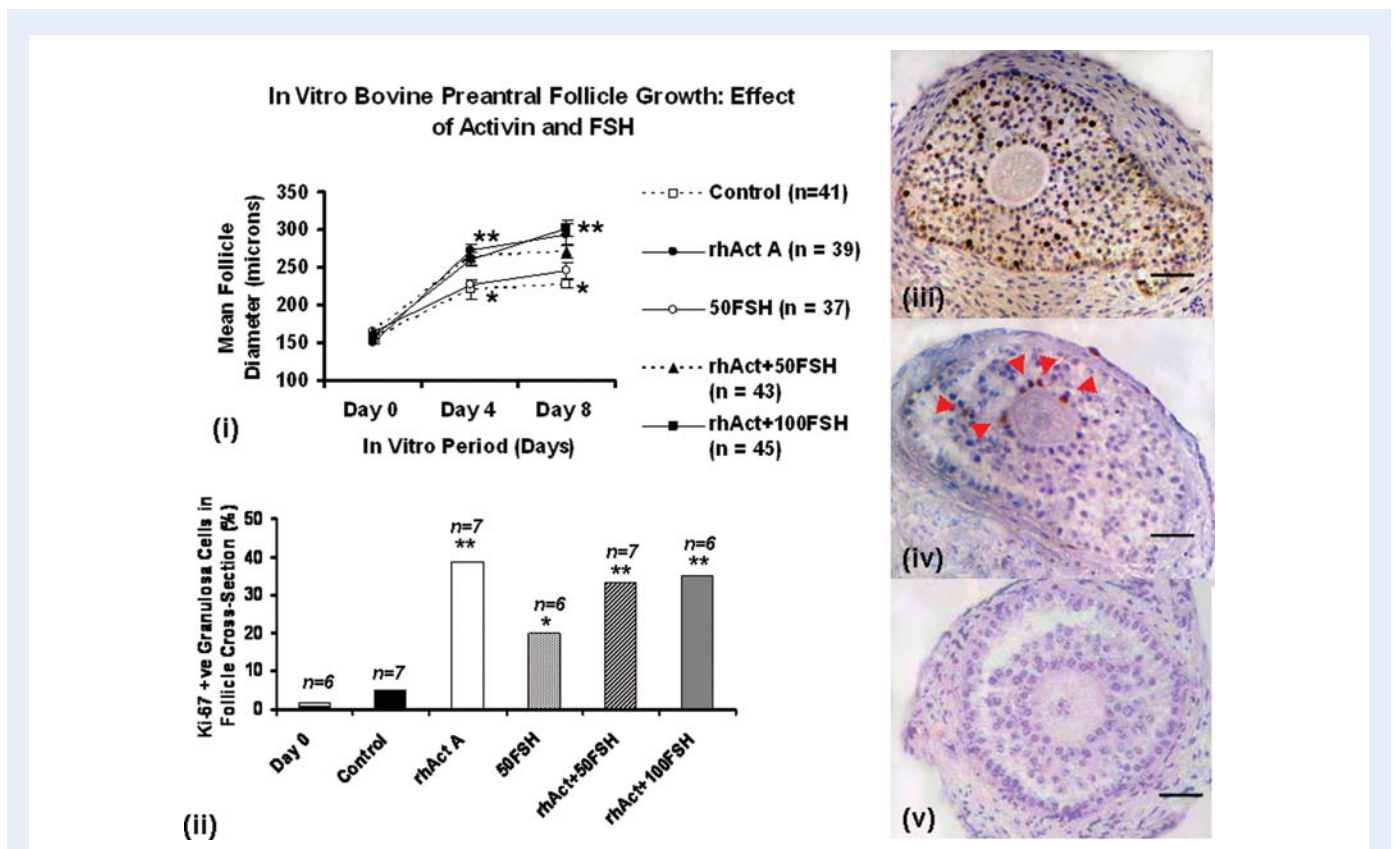 In Vitro Bovine Preantral Follicle Growth: Effect
of Activin and FSH
Mean Follicle
Diameter (microns)
350
300
250
200
150
100
**
**
*
*
Day 0 Day 4 Day 8
In Vitro Period (Days)
Control (n=41)
rhAct A (n = 39)
50FSH (n = 37)
rhAct+50FSH
(n = 43)
rhAct+100FSH
(n = 45)
(i)
Ki-67 +ve Granulosa Cells in
Follicle Cross-Section (%)
50
40
30
20
10
0
n=6
n=7
n=7
**
n=6
*
n=7
**
n=6
**
Day 0
Control
rhAct A
50FSH
rhAct+50FSH
rhAct+100FSH
(ii)
(iii)
(iv)
(v)